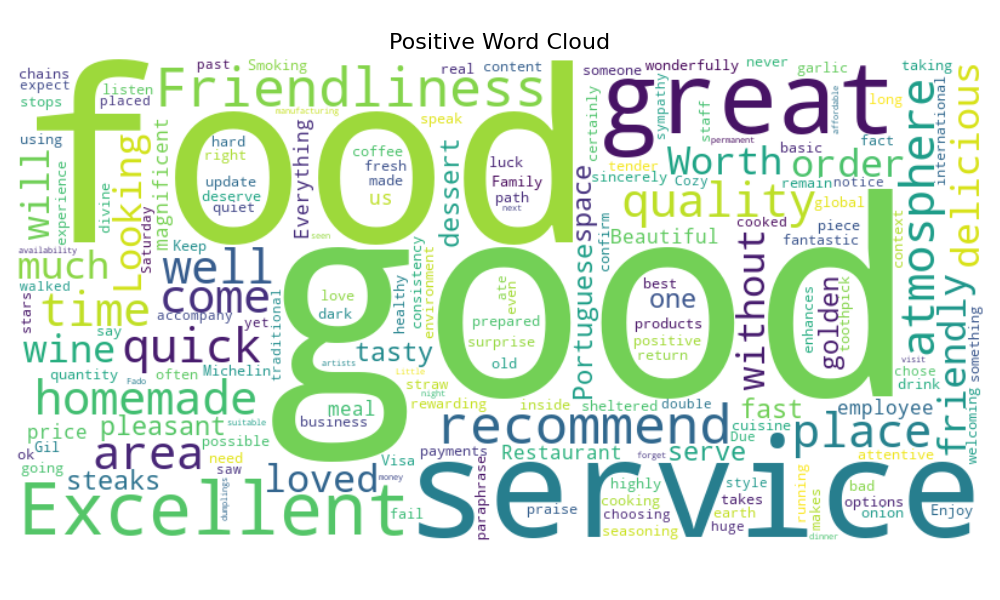 Positive Word Cloud
food
good
service
great
Excellent
Friendliness
recommend
quality
atmosphere
delicious
homemade
friendly
place
area
quick
come
well
time
wine
much
will
Looking
magnificent
Everything
dessert
us
Worth
order
space
Portuguese
Beautiful
without
golden
one
tasty
loved
pleasant
price
steaks
meal
fast
employee
serve
Restaurant
chains
expect
stops
placed
listen
past
Smoking
real
content
someone
wonderfully
never
garlic
taking
using
experience
divine
Saturday
hard
right
update
deserve
quiet
manufacturing
coffee
fresh
made
speak
luck
Family
path
next
seen
certainly
sympathy
staff
permanent
affordable
basic
long
fact
international
tender
sincerely
Cozy
remain
notice
global
cooked
piece
fantastic
context
confirm
availability
walked
stars
Keep
accompany
yet
traditional
say
quantity
often
Michelin
Fado
love
dark
artists
healthy
consistency
environment
Little
straw
night
rewarding
ate
even
prepared
surprise
old
inside
sheltered
double
best
products
positive
return
enhances
toothpick
visit
chose
drink
something
welcoming
attentive
cuisine
Due
forget
payments
paraphrase
Visa
money
business
suitable
possible
need
saw
dumplings
ok
Gil
going
fail
praise
highly
cooking
choosing
seasoning
style
takes
earth
huge
running
makes
dinner
bad
options
onion
Enjoy